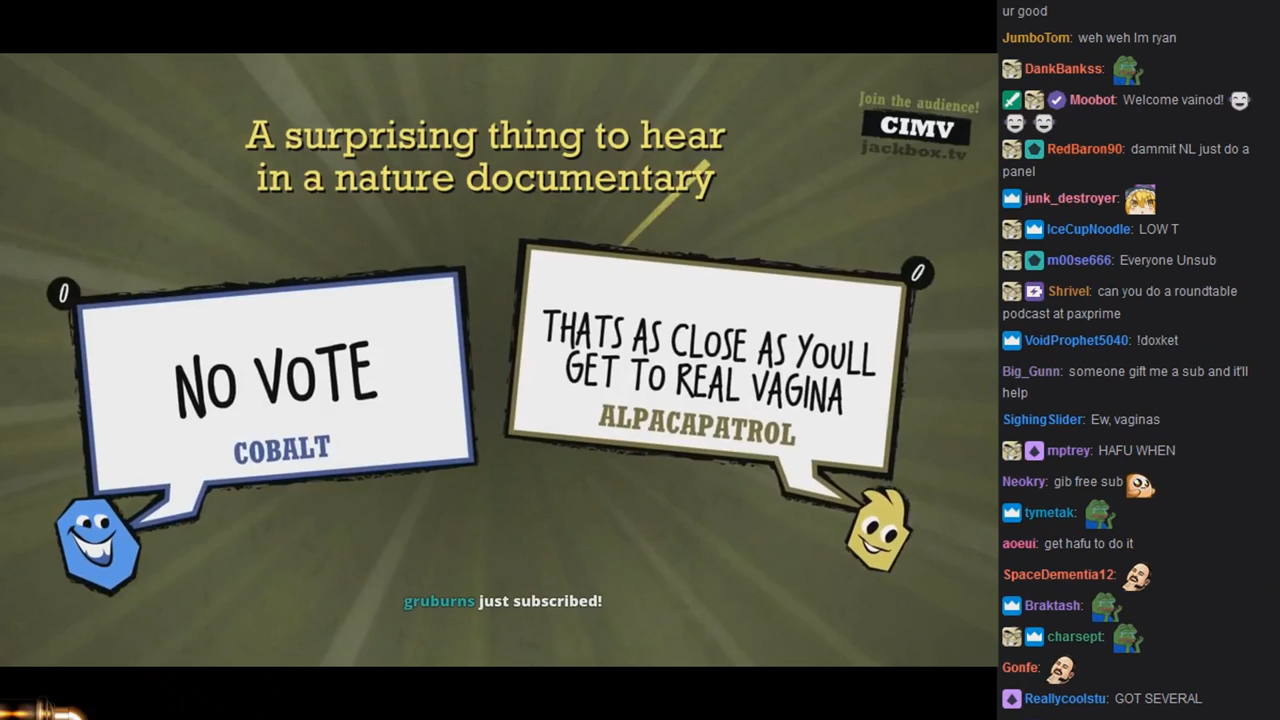 A surprising thing to hear
in a nature documentary
Join the audience!
CIMV
jackbox.tv
0
NO VOTE
COBALT
0
THATS AS CLOSE AS YOULL
GET TO REAL VAGINA
ALPACAPATROL
gruburns just subscribed!
ur good
JumboTom: weh weh Im ryan
DankBankss:
Moobot: Welcome vainod!
RedBaron90: dammit NL just do a
panel
junk_destroyer:
IceCupNoodle: LOW T
m00se666: Everyone Unsub
Shrivel: can you do a roundtable
podcast at paxprime
VoidProphet5040: !doxket
Big_Gunn: someone gift me a sub and it'll
help
SighingSlider: Ew, vaginas
mptrey: HAFU WHEN
Neokry: gib free sub
tymetak:
aoeui: get hafu to do it
SpaceDementia12:
Braktash:
charsept:
Gonfe:
Reallycoolstu: GOT SEVERAL